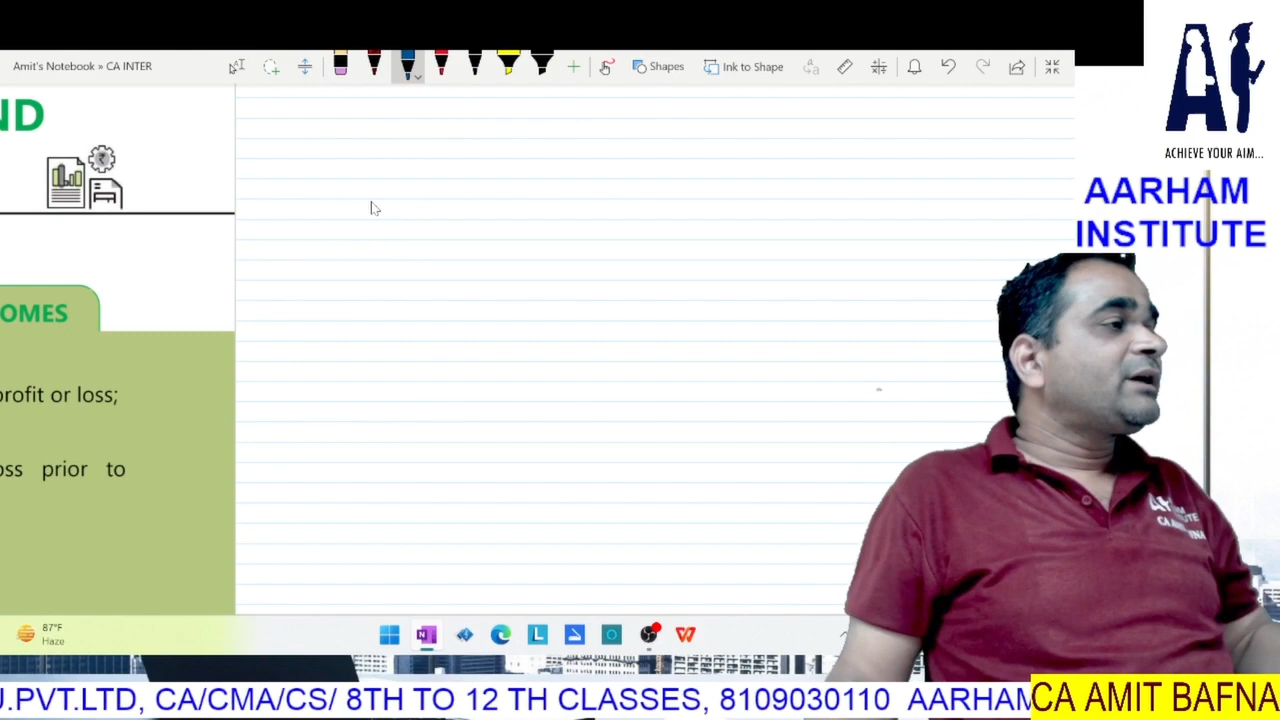 Amit's Notebook » CA INTER
Shapes
Ink to Shape
ND
OMES
profit or loss;
oss prior to
87°F
Haze
ACHIEVE YOUR AIM...
AARHAM
INSTITUTE
CA AMIT BAFNA
J.PVT.LTD, CA/CMA/CS/ 8TH TO 12 TH CLASSES, 8109030110 AARHAM